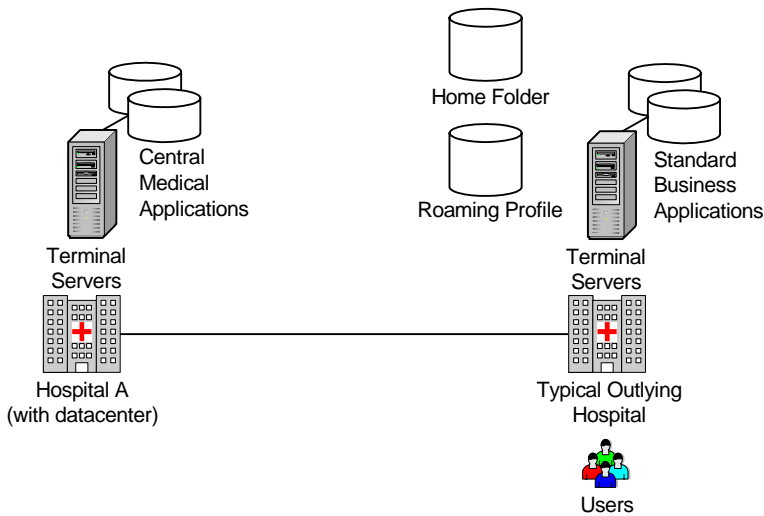 Home Folder
Central
Medical
Applications
Roaming Profile
Standard
Business
Applications
Terminal
Servers
Terminal
Servers
Hospital A
(with datacenter)
Typical Outlying
Hospital
Users